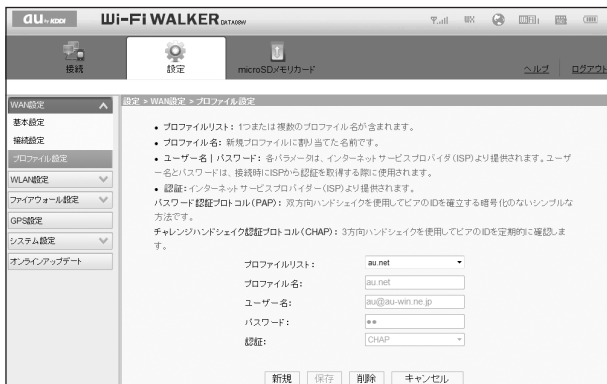 au by KDDI Wi-Fi WALKER DATA08W
接続
設定
microSDメモリカード
ヘルプ ログアウト
WAN設定
基本設定
接続設定
プロファイル設定
WLAN設定
ファイアウォール設定
GPS設定
システム設定
オンラインアップデート
設定 > WAN設定 > プロファイル設定
• プロファイルリスト: 1つまたは複数のプロファイル名が含まれます。
• プロファイル名: 新規プロファイルに割り当てた名前です。
• ユーザー名 | パスワード: 各パラメータは、インターネットサービスプロバイダ(ISP)より提供されます。ユーザ
ー名とパスワードは、接続時にISPから認証を取得する際に使用されます。
• 認証: インターネットサービスプロバイダー(ISP)より提供されます。
パスワード認証プロトコル(PAP): 双方向ハンドシェイクを使用してピアのIDを確立する暗号化のないシンプルな
方法です。
チャレンジハンドシェイク認証プロトコル(CHAP): 3方向ハンドシェイクを使用してピアのIDを定期的に確認しま
す。
プロファイルリスト: au.net
プロファイル名: au.net
ユーザー名: au@au-win.ne.jp
パスワード: ●●
認証: CHAP
新規 保存 削除 キャンセル